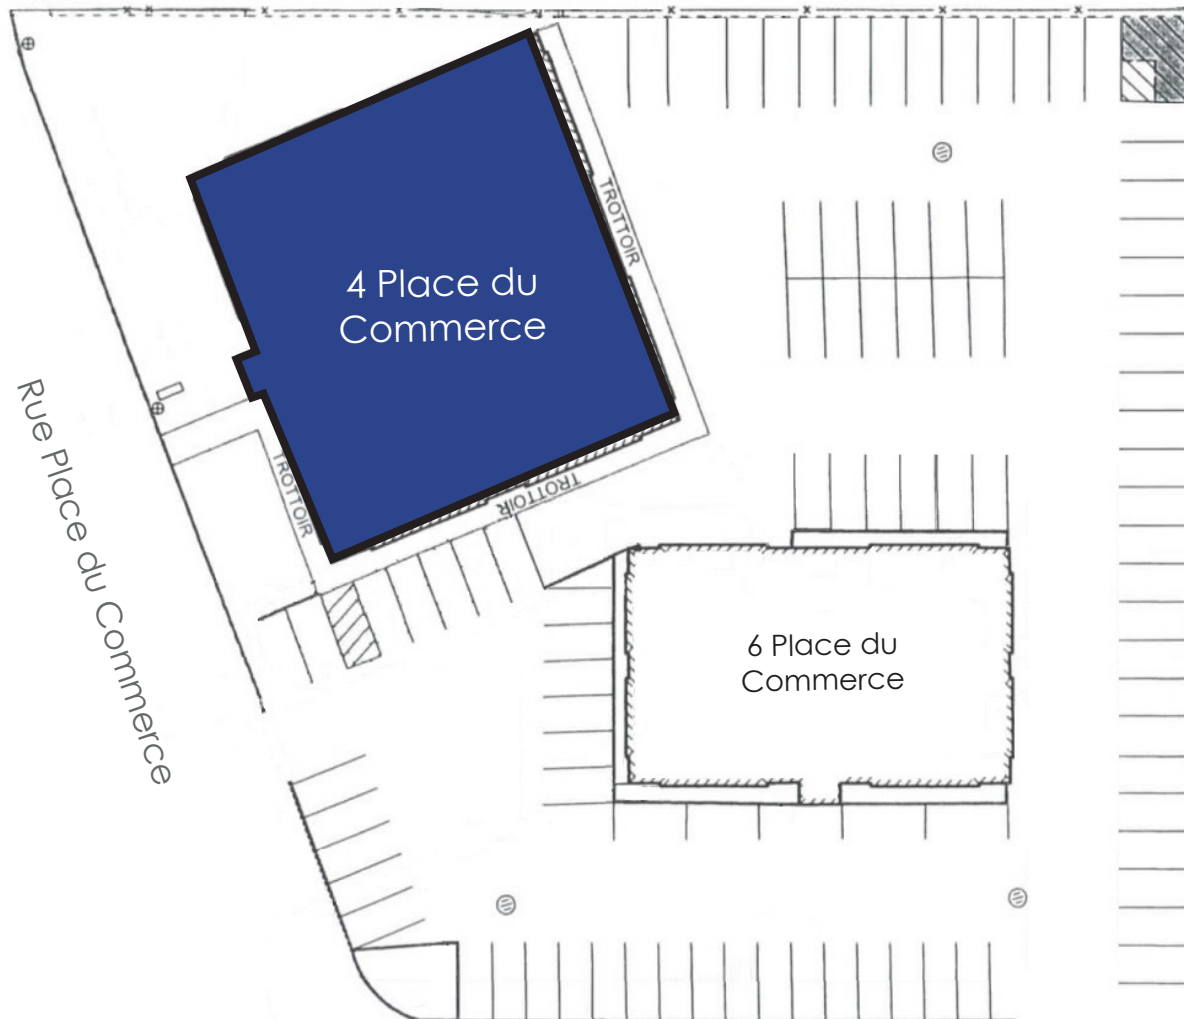 TROTTOIR
4 Place du
Commerce
Rue Place du Commerce
TROTTOIR
TROTTOIR
6 Place du
Commerce